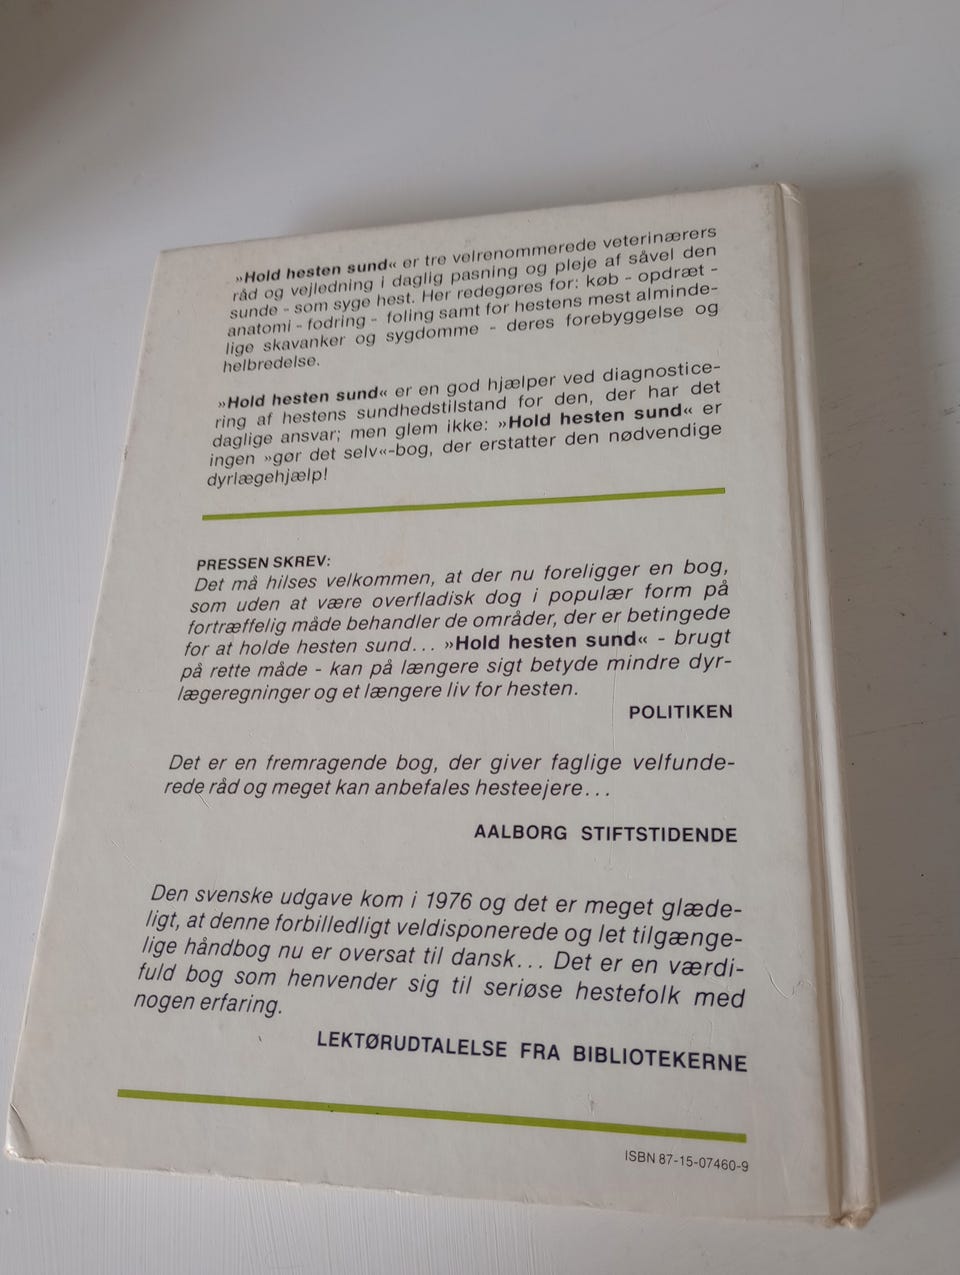 »Hold hesten sund« er tre velrenommerede veterinærers
råd og vejledning i daglig pasning og pleje af såvel den
sunde - som syge hest. Her redegøres for: køb - opdræt -
anatomi - fodring - foling samt for hestens mest alminde-
lige skavanker og sygdomme - deres forebyggelse og
helbredelse.
»Hold hesten sund« er en god hjælper ved diagnostice-
ring af hestens sundhedstilstand for den, der har det
daglige ansvar; men glem ikke: »Hold hesten sund« er
ingen »gør det selv«-bog, der erstatter den nødvendige
dyrlægehjælp!
PRESSEN SKREV:
Det må hilses velkommen, at der nu foreligger en bog,
som uden at være overfladisk dog i populær form på
fortræffelig måde behandler de områder, der er betingede
for at holde hesten sund... »Hold hesten sund« - brugt
på rette måde - kan på længere sigt betyde mindre dyr-
lægeregninger og et længere liv for hesten.
POLITIKEN
Det er en fremragende bog, der giver faglige velfunde-
rede råd og meget kan anbefales hesteejere...
AALBORG STIFTSTIDENDE
Den svenske udgave kom i 1976 og det er meget glæde-
ligt, at denne forbilledligt veldisponerede og let tilgænge-
lige håndbog nu er oversat til dansk... Det er en værdi-
fuld bog som henvender sig til seriøse hestefolk med
nogen erfaring.
LEKTØRUDTALELSE FRA BIBLIOTEKERNE
ISBN 87-15-07460-9